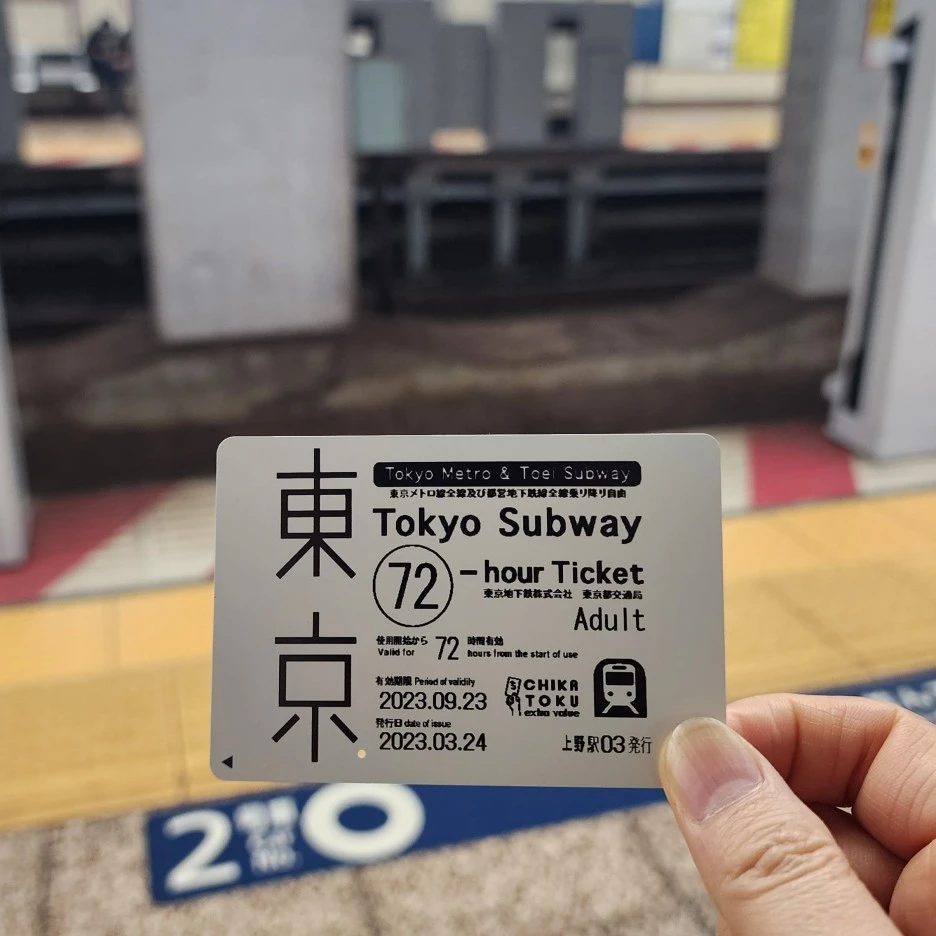 東京
Tokyo Metro & Toei Subway
東京メトロ線全線及び都営地下鉄線全線乗り降り自由
Tokyo Subway
72-hour Ticket
東京地下鉄株式会社 東京都交通局
Adult
使用開始から 72 時間有効
Valid for 72 hours from the start of use
有効期限 Period of validity
2023.09.23
発行日 date of issue
2023.03.24
CHIKA
TOKU
extra value
上野駅03発行
2